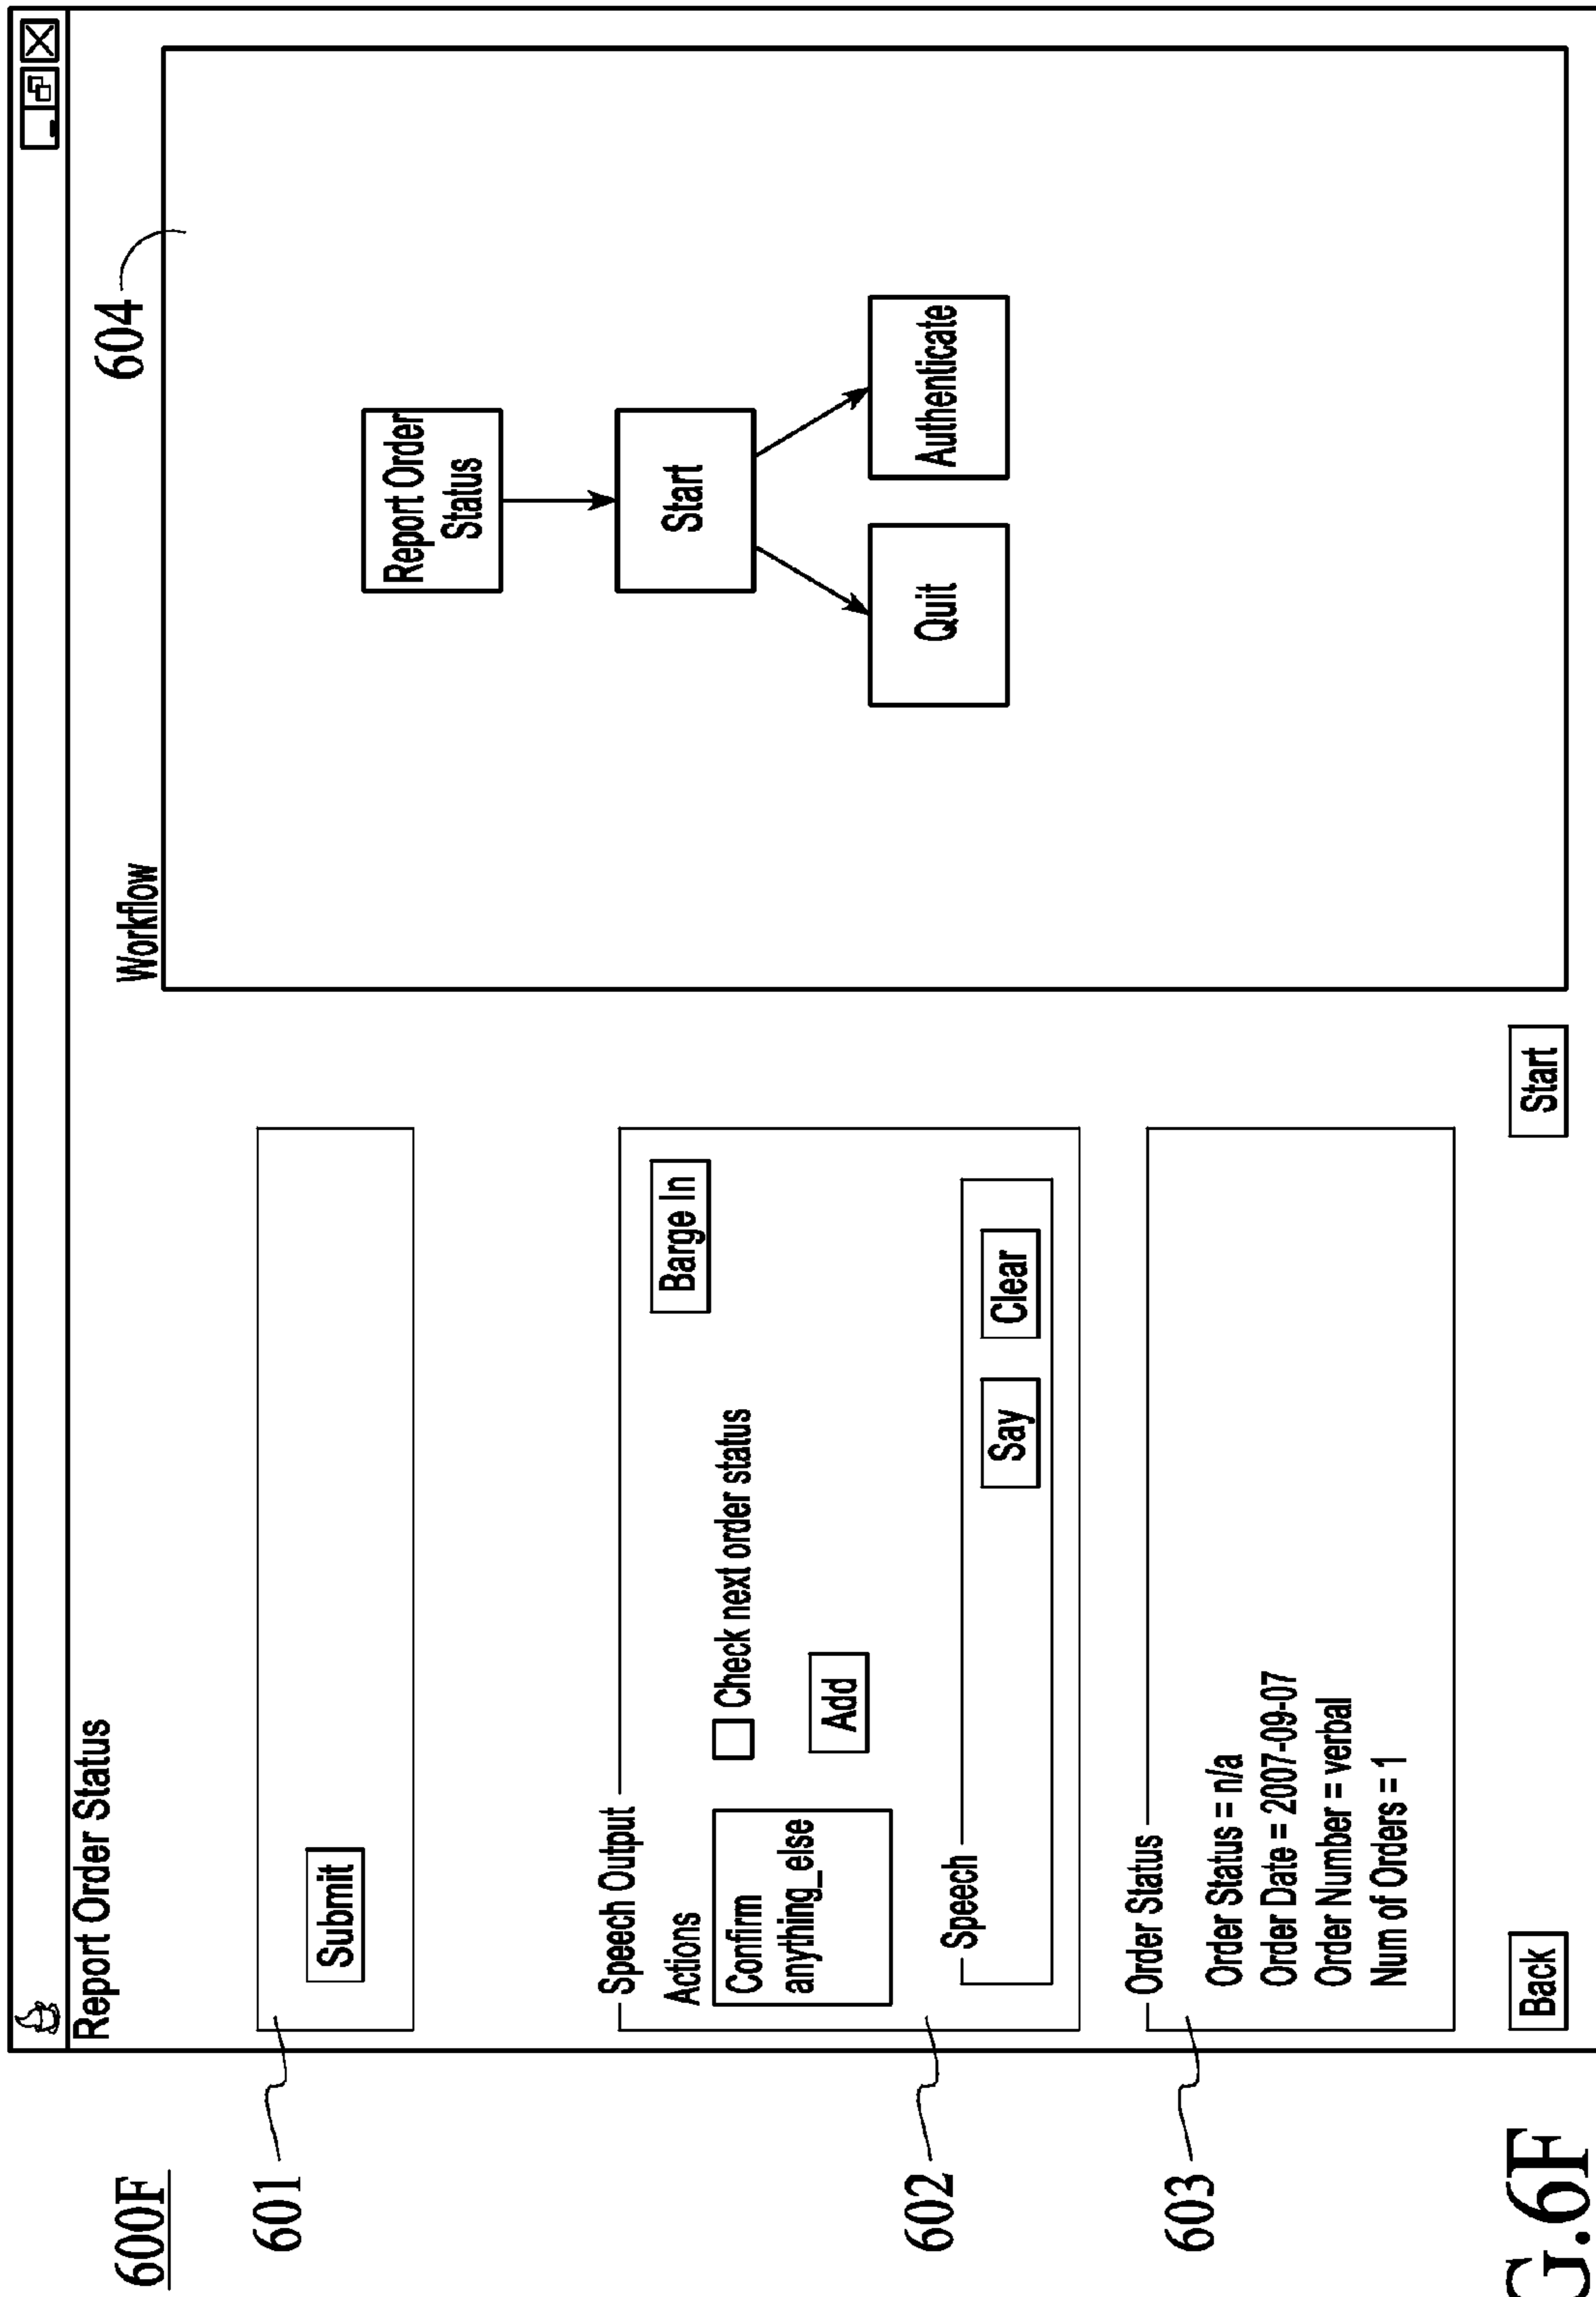 600F
Report Order Status
601
Submit
602
Speech Output
Actions
Barge In
Confirm
anything_else
Check next order status
Add
Speech
Say
Clear
603
Order Status
Order Status = n/a
Order Date = 2007-09-07
Order Number = verbal
Num of Orders = 1
Back
Start
Workflow
604
Report Order
Status
Start
Quit
Authenticate
G.6F